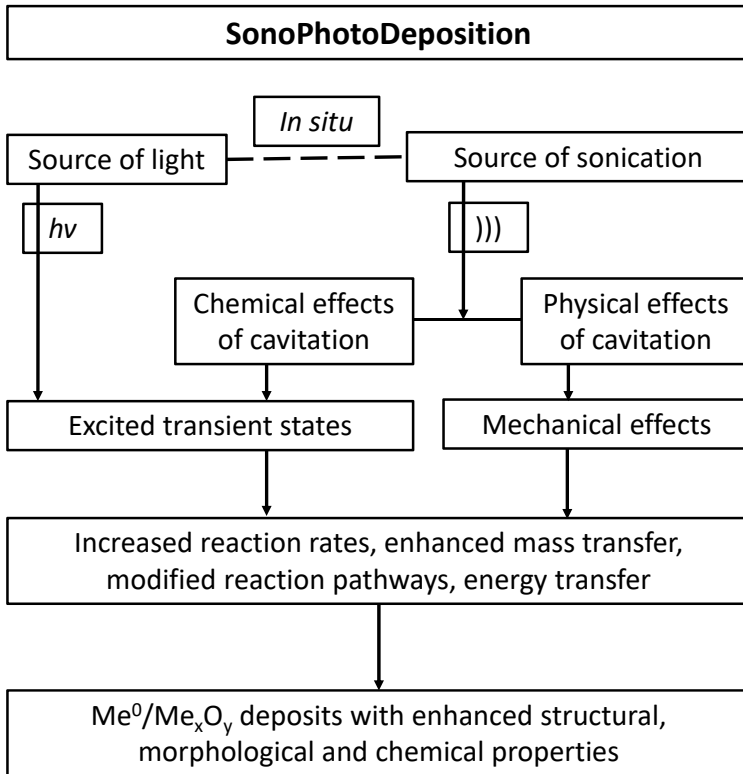 SonoPhotoDeposition
In situ
Source of light
Source of sonication
hν
)))
Chemical effects
of cavitation
Physical effects
of cavitation
Excited transient states
Mechanical effects
Increased reaction rates, enhanced mass transfer,
modified reaction pathways, energy transfer
Me⁰/MeₓOᵧ deposits with enhanced structural,
morphological and chemical properties